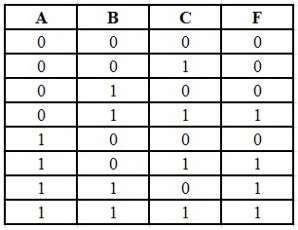 A B C F
0 0 0 0
0 0 1 0
0 1 0 0
0 1 1 1
1 0 0 0
1 0 1 1
1 1 0 1
1 1 1 1